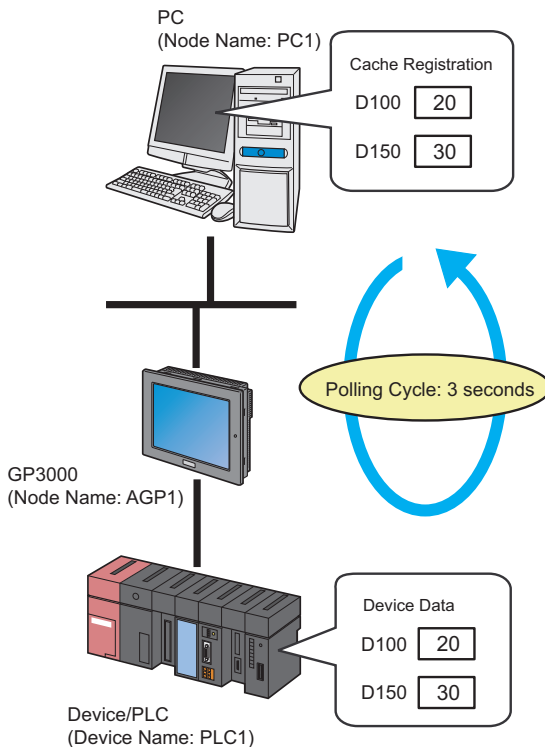 PC
(Node Name: PC1)
Cache Registration
D100 20
D150 30
Polling Cycle: 3 seconds
GP3000
(Node Name: AGP1)
Device Data
D100 20
D150 30
Device/PLC
(Device Name: PLC1)